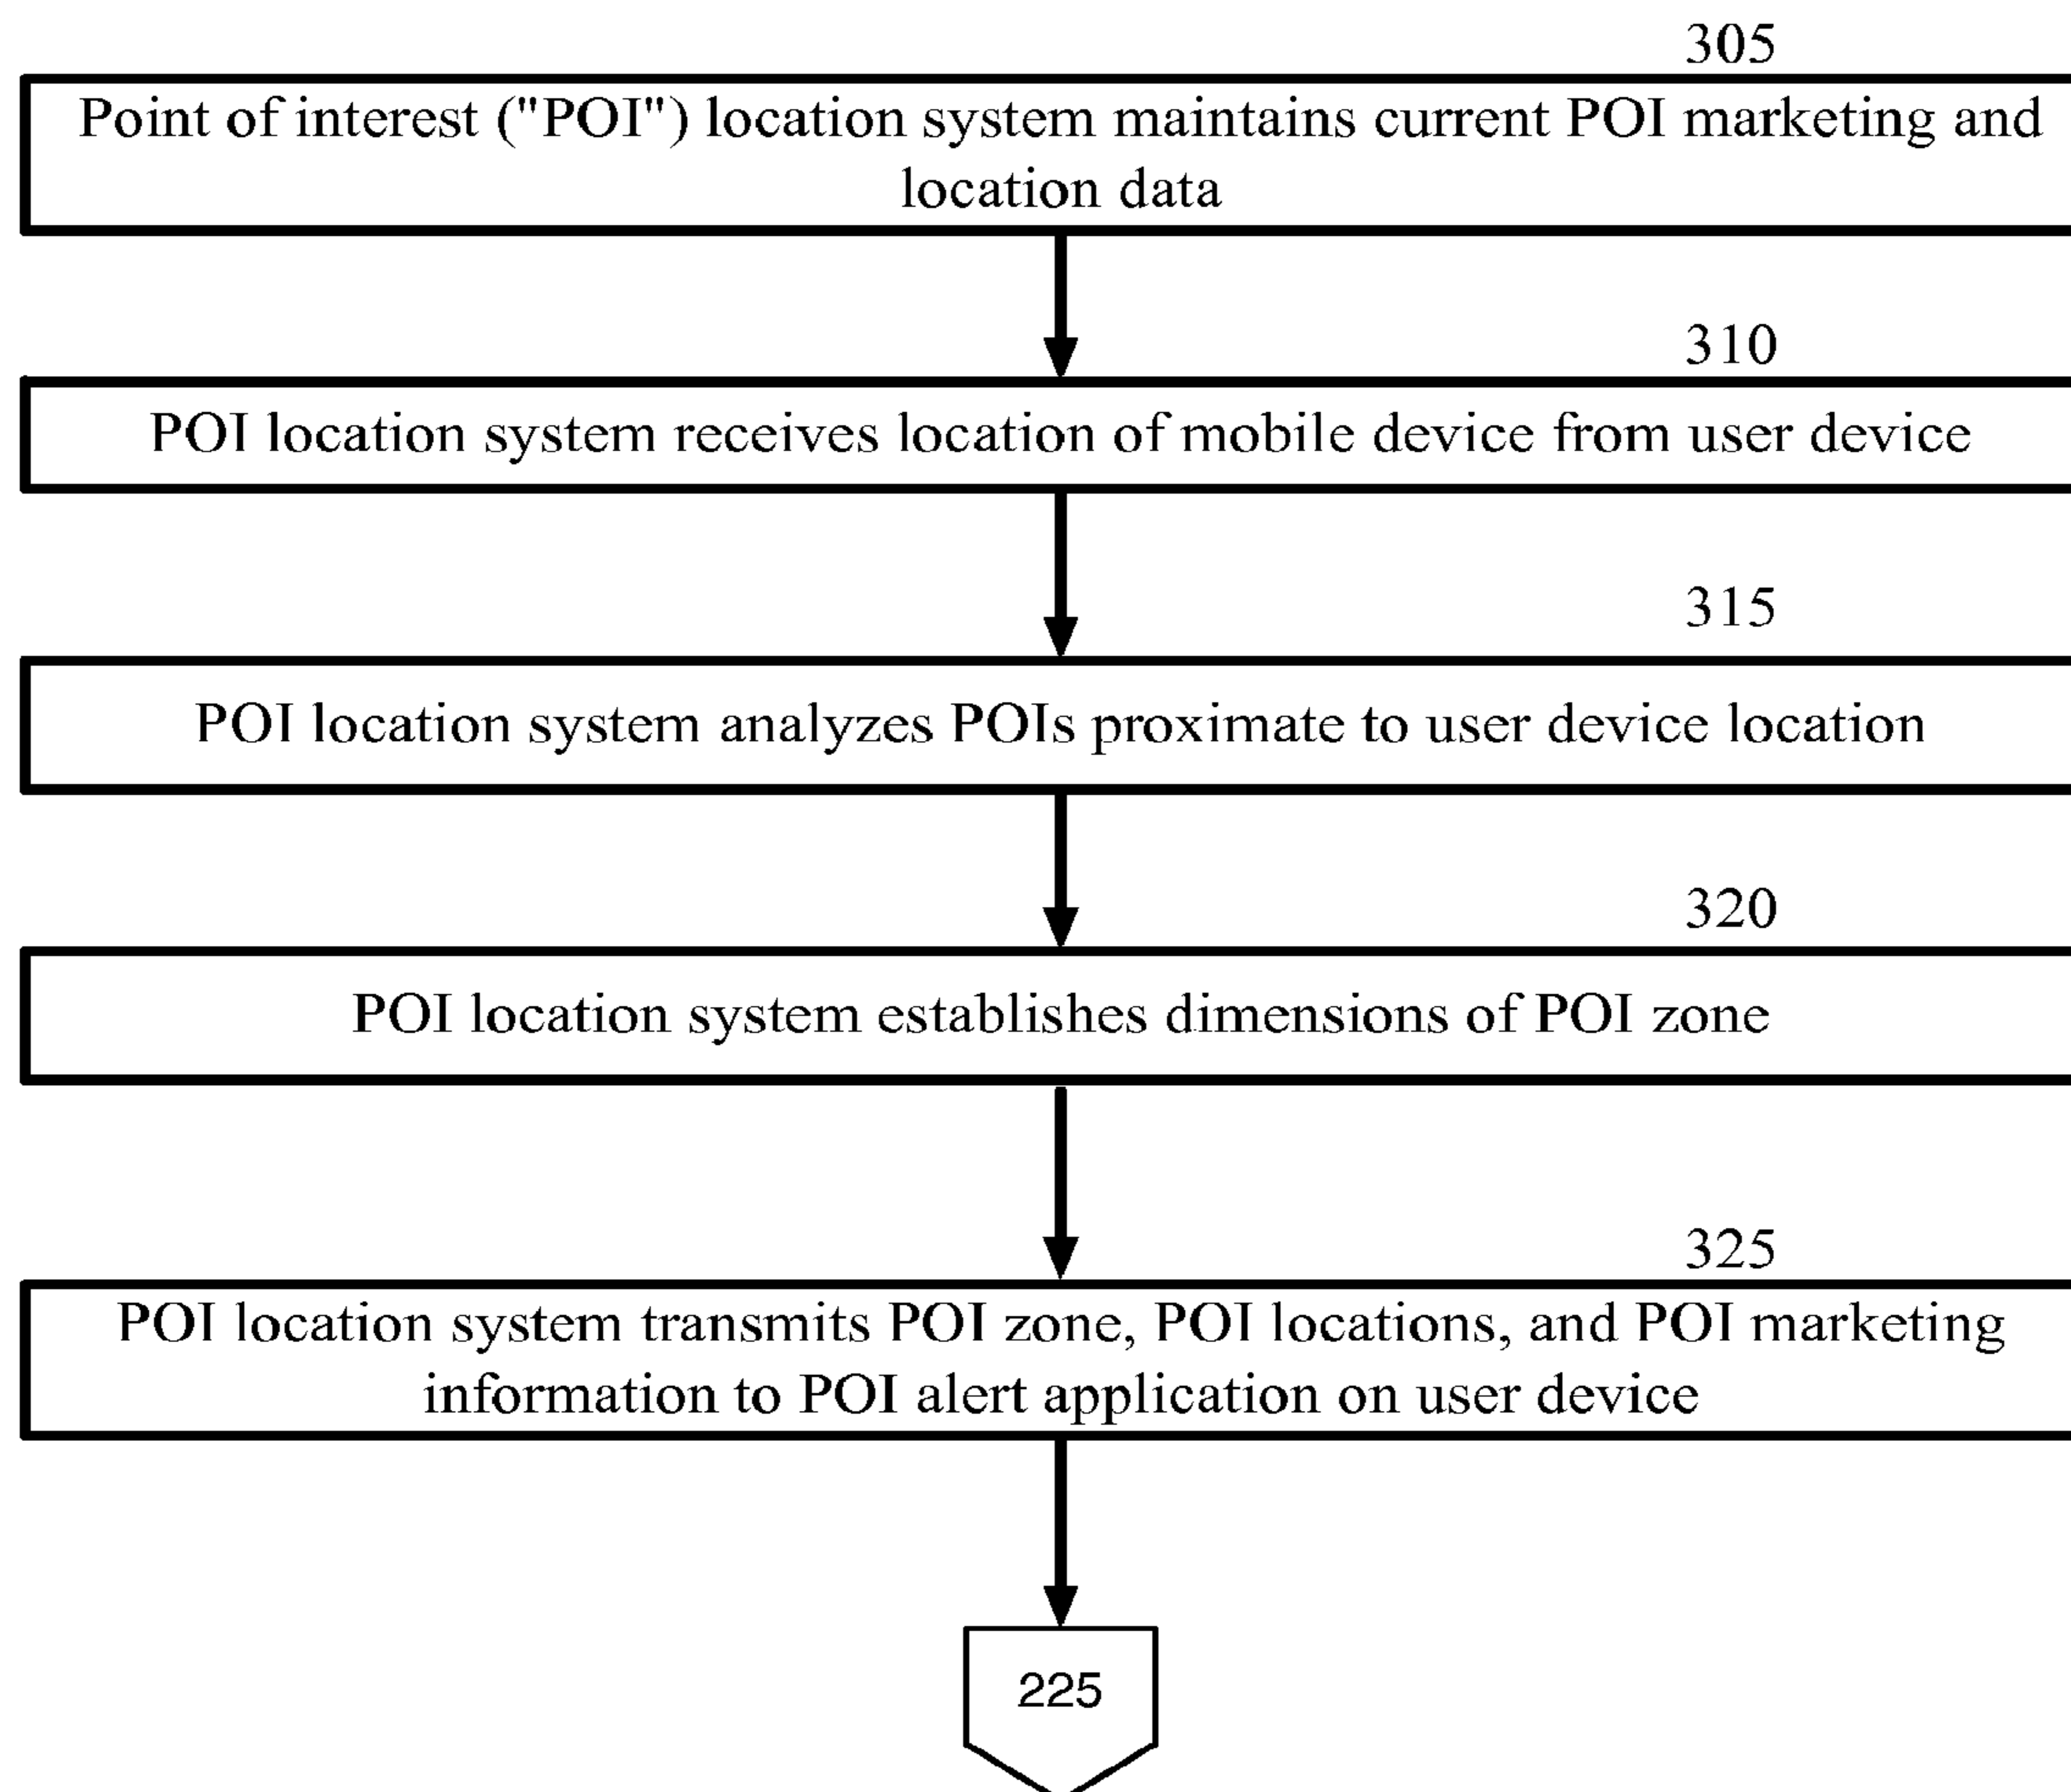 305
Point of interest ("POI") location system maintains current POI marketing and
location data
310
POI location system receives location of mobile device from user device
315
POI location system analyzes POIs proximate to user device location
320
POI location system establishes dimensions of POI zone
325
POI location system transmits POI zone, POI locations, and POI marketing
information to POI alert application on user device
225